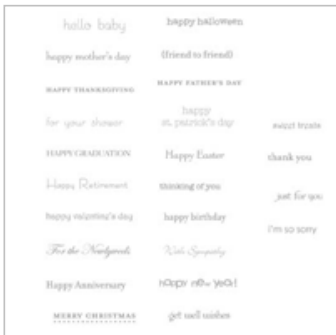 hello baby
happy mother's day
HAPPY THANKSGIVING
for your shower
HAPPY GRADUATION
Happy Retirement
happy valentine's day
For the Newlyweds
Happy Anniversary
MERRY CHRISTMAS
happy halloween
(friend to friend)
HAPPY FATHER'S DAY
happy
st. patrick's day
Happy Easter
thinking of you
happy birthday
With Sympathy
happy new year!
get well wishes
sweet treats
thank you
just for you
i'm so sorry